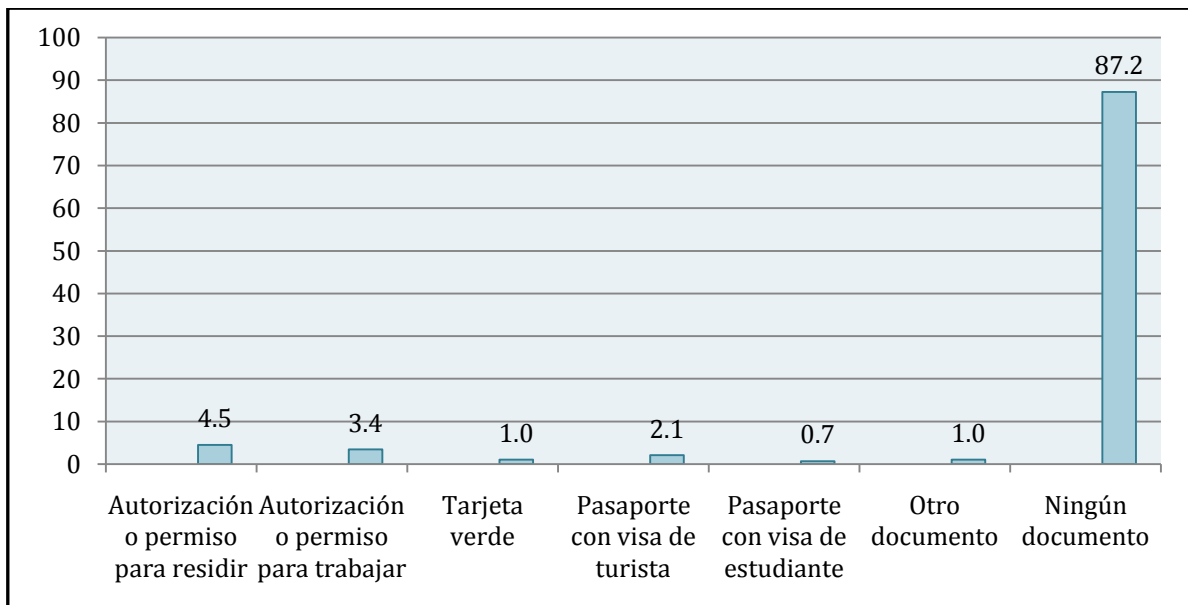 100
90
80
70
60
50
40
30
20
10
0
4.5
3.4
1.0
2.1
0.7
1.0
87.2
Autorización
o permiso
para residir
Autorización
o permiso
para trabajar
Tarjeta
verde
Pasaporte
con visa de
turista
Pasaporte
con visa de
estudiante
Otro
documento
Ningún
documento